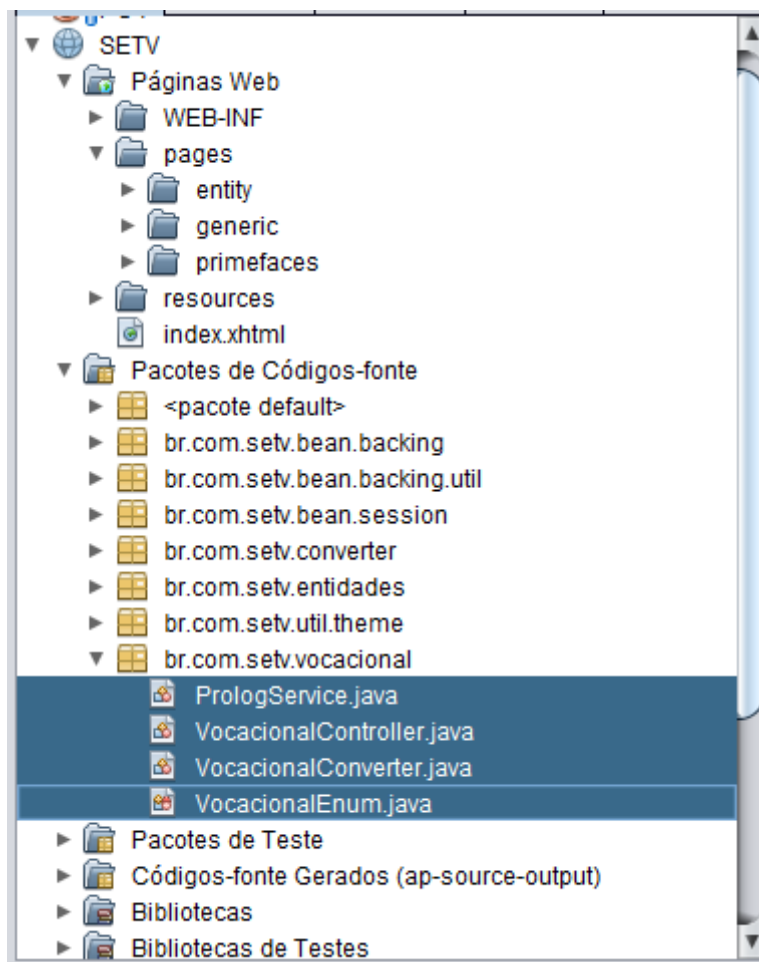 SETV
Páginas Web
WEB-INF
pages
entity
generic
primefaces
resources
index.xhtml
Pacotes de Códigos-fonte
<pacote default>
br.com.setv.bean.backing
br.com.setv.bean.backing.util
br.com.setv.bean.session
br.com.setv.converter
br.com.setv.entidades
br.com.setv.util.theme
br.com.setv.vocacional
PrologService.java
VocacionalController.java
VocacionalConverter.java
VocacionalEnum.java
Pacotes de Teste
Códigos-fonte Gerados (ap-source-output)
Bibliotecas
Bibliotecas de Testes